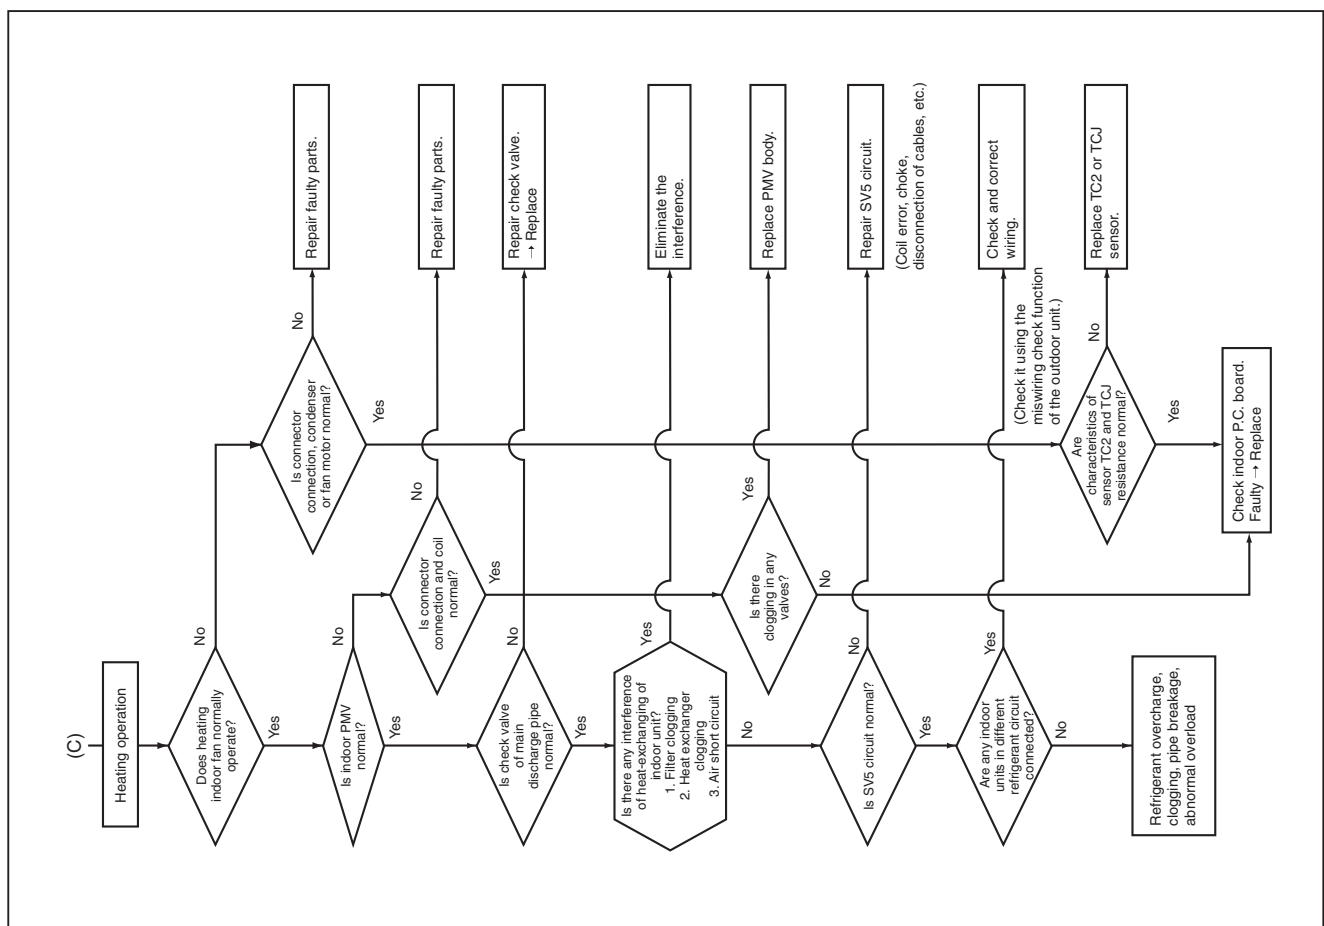 (C)
Heating operation
Does heating
indoor fan normally
operate?
No
Yes
Is connector
connection, condenser
or fan motor normal?
No
Yes
Repair faulty parts.
Is indoor PMV
normal?
No
Yes
Is connector
connection and coil
normal?
No
Yes
Repair faulty parts.
Is check valve
of main
discharge pipe
normal?
No
Yes
Repair check valve.
→ Replace
Is there any interference
of heat-exchanging of
indoor unit?
1. Filter clogging
2. Heat exchanger
clogging
3. Air short circuit
Yes
No
Eliminate the
interference.
Is there
clogging in any
valves?
Yes
No
Replace PMV body.
Is SV5 circuit normal?
No
Yes
Repair SV5 circuit.
(Coil error, choke,
disconnection of cables, etc.)
Are any indoor
units in different
refrigerant circuit
connected?
Yes
No
Check and correct
wiring.
(Check it using the
miswiring check function
of the outdoor unit.)
Are
characteristics of
sensor TC2 and TCJ
resistance normal?
No
Yes
Replace TC2 or TCJ
sensor.
Check indoor P.C. board.
Faulty → Replace
Refrigerant overcharge,
clogging, pipe breakage,
abnormal overload